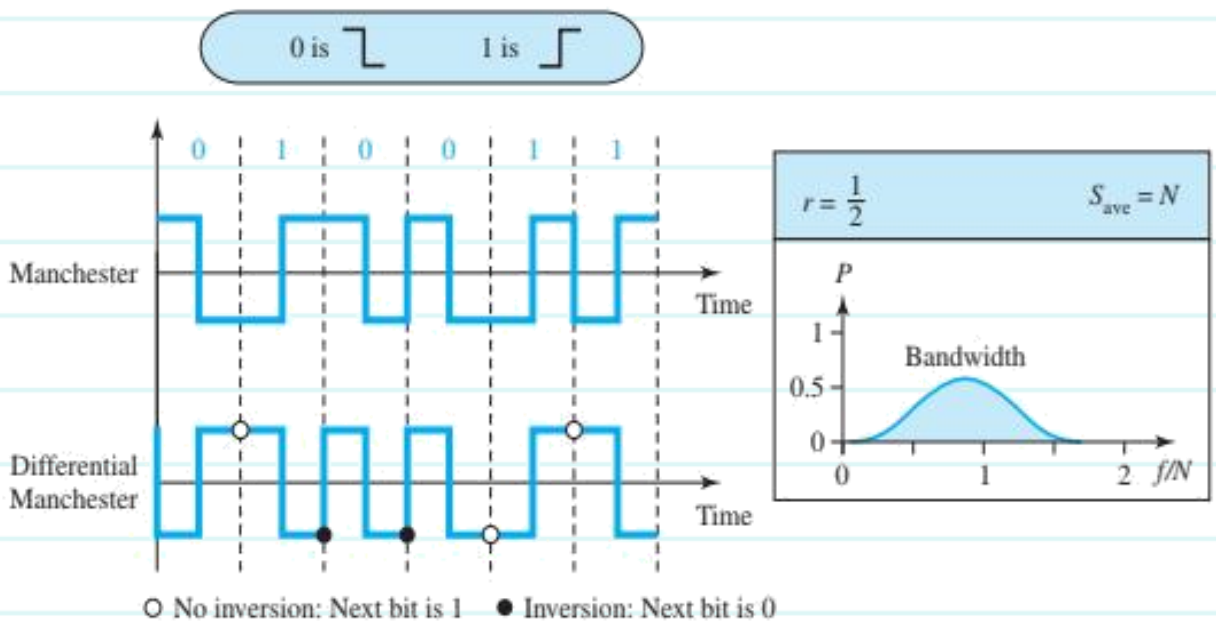 0 is 1 is
0 1 0 0 1 1
Manchester
Time
Differential
Manchester
Time
No inversion: Next bit is 1 Inversion: Next bit is 0
r = 1/2 S_ave = N
P
1
Bandwidth
0.5
0
0 1 2 f/N